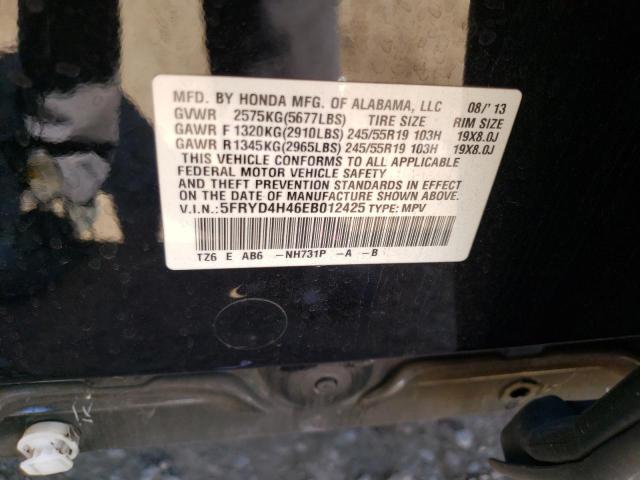 MFD. BY HONDA MFG. OF ALABAMA, LLC 08/'13
GVWR 2575KG(5677LBS) TIRE SIZE RIM SIZE
GAWR F1320KG(2910LBS) 245/55R19 103H 19X8.0J
GAWR R1345KG(2965LBS) 245/55R19 103H 19X8.0J
THIS VEHICLE CONFORMS TO ALL APPLICABLE
FEDERAL MOTOR VEHICLE SAFETY
AND THEFT PREVENTION STANDARDS IN EFFECT
ON THE DATE OF MANUFACTURE SHOWN ABOVE.
V.I.N.:5FRYD4H46EB012425 TYPE: MPV
TZ6 E AB6 -NH731P -A -B